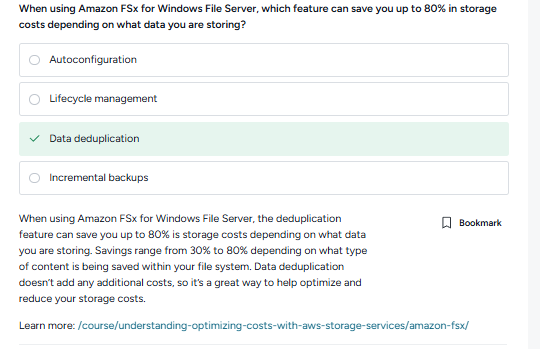 When using Amazon FSx for Windows File Server, which feature can save you up to 80% in storage
costs depending on what data you are storing?
Autoconfiguration
Lifecycle management
Data deduplication
Incremental backups
When using Amazon FSx for Windows File Server, the deduplication
feature can save you up to 80% is storage costs depending on what data
you are storing. Savings range from 30% to 80% depending on what type
of content is being saved within your file system. Data deduplication
doesn't add any additional costs, so it's a great way to help optimize and
reduce your storage costs.
Bookmark
Learn more: /course/understanding-optimizing-costs-with-aws-storage-services/amazon-fsx/